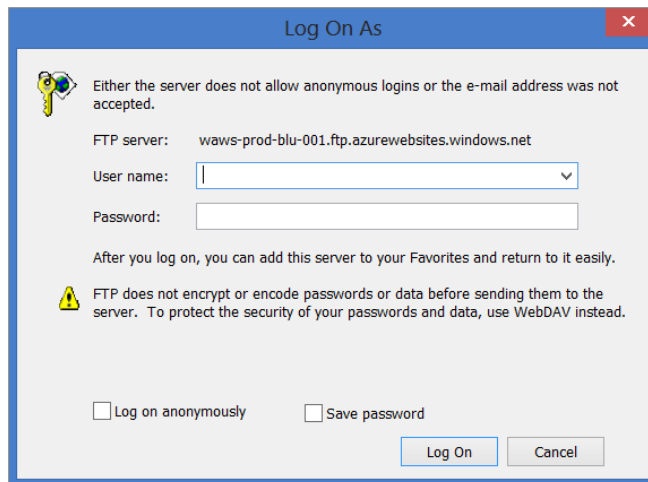 Log On As
Either the server does not allow anonymous logins or the e-mail address was not
accepted.
FTP server: waws-prod-blu-001.ftp.azurewebsites.windows.net
User name:
Password:
After you log on, you can add this server to your Favorites and return to it easily.
FTP does not encrypt or encode passwords or data before sending them to the
server. To protect the security of your passwords and data, use WebDAV instead.
Log on anonymously Save password
Log On Cancel